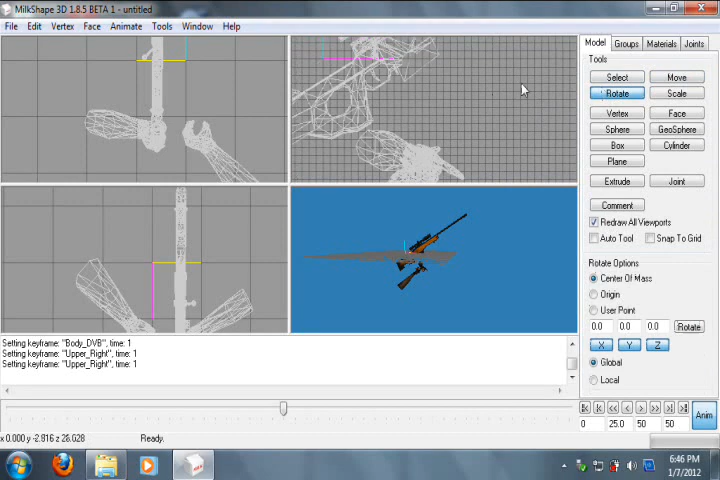 MilkShape 3D 1.8.5 BETA 1 - untitled
File Edit Vertex Face Animate Tools Window Help
Model Groups Materials Joints
Tools
Select Move
Rotate Scale
Vertex Face
Sphere GeoSphere
Box Cylinder
Plane
Extrude Joint
Comment
Redraw All Viewports
Auto Tool Snap To Grid
Rotate Options
Center Of Mass
Origin
User Point
0.0 0.0 0.0 Rotate
X Y Z
Global
Local
Setting keyframe: "Body_DVB", time: 1
Setting keyframe: "Upper_Right", time: 1
Setting keyframe: "Upper_Right", time: 1
0 25.0 50 50
Anim
x 0.000 y -2.816 z 28.028 Ready.
6:46 PM
1/7/2012